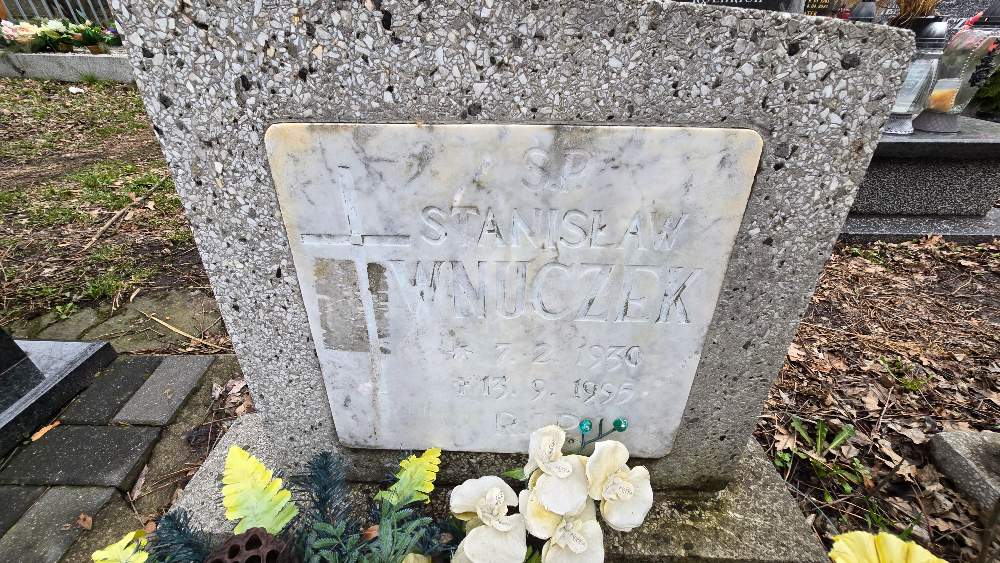 Ś.P.
STANISŁAW
WNUCZEK
* 7.2.1930
✝13.9.1995
R.I.P.